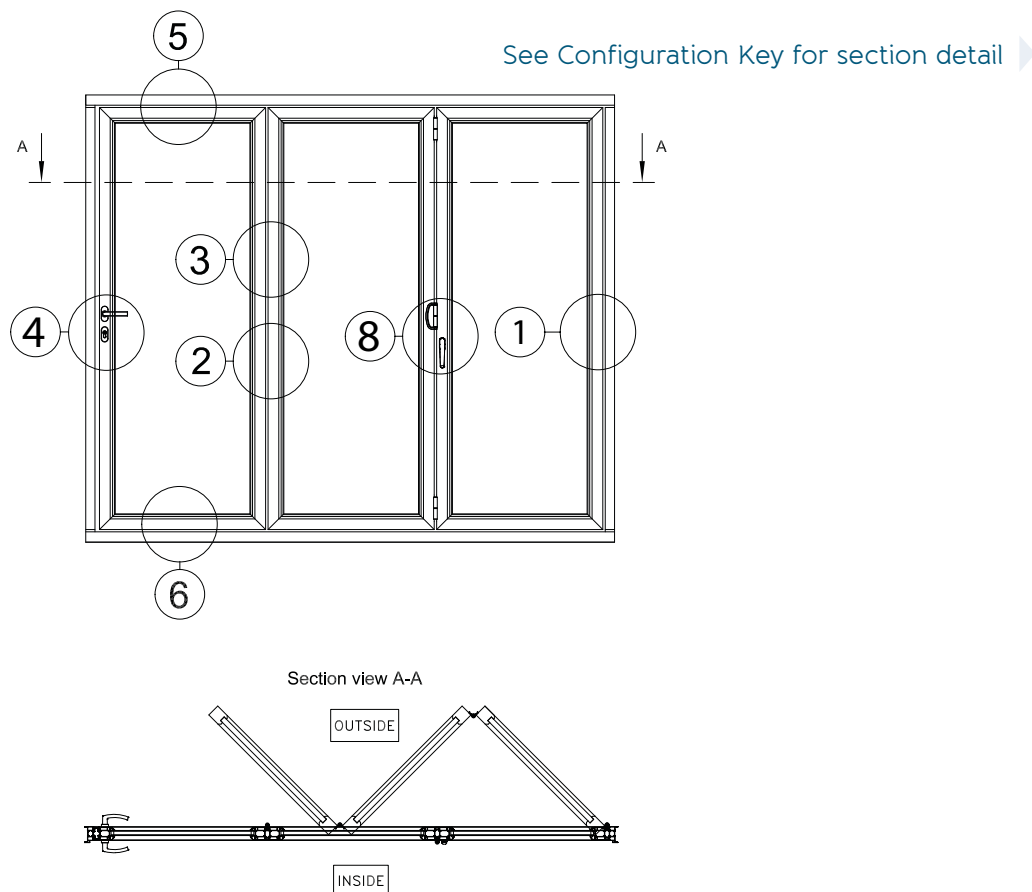 5
See Configuration Key for section detail
A
A
3
4
2
8
1
6
Section view A-A
OUTSIDE
INSIDE